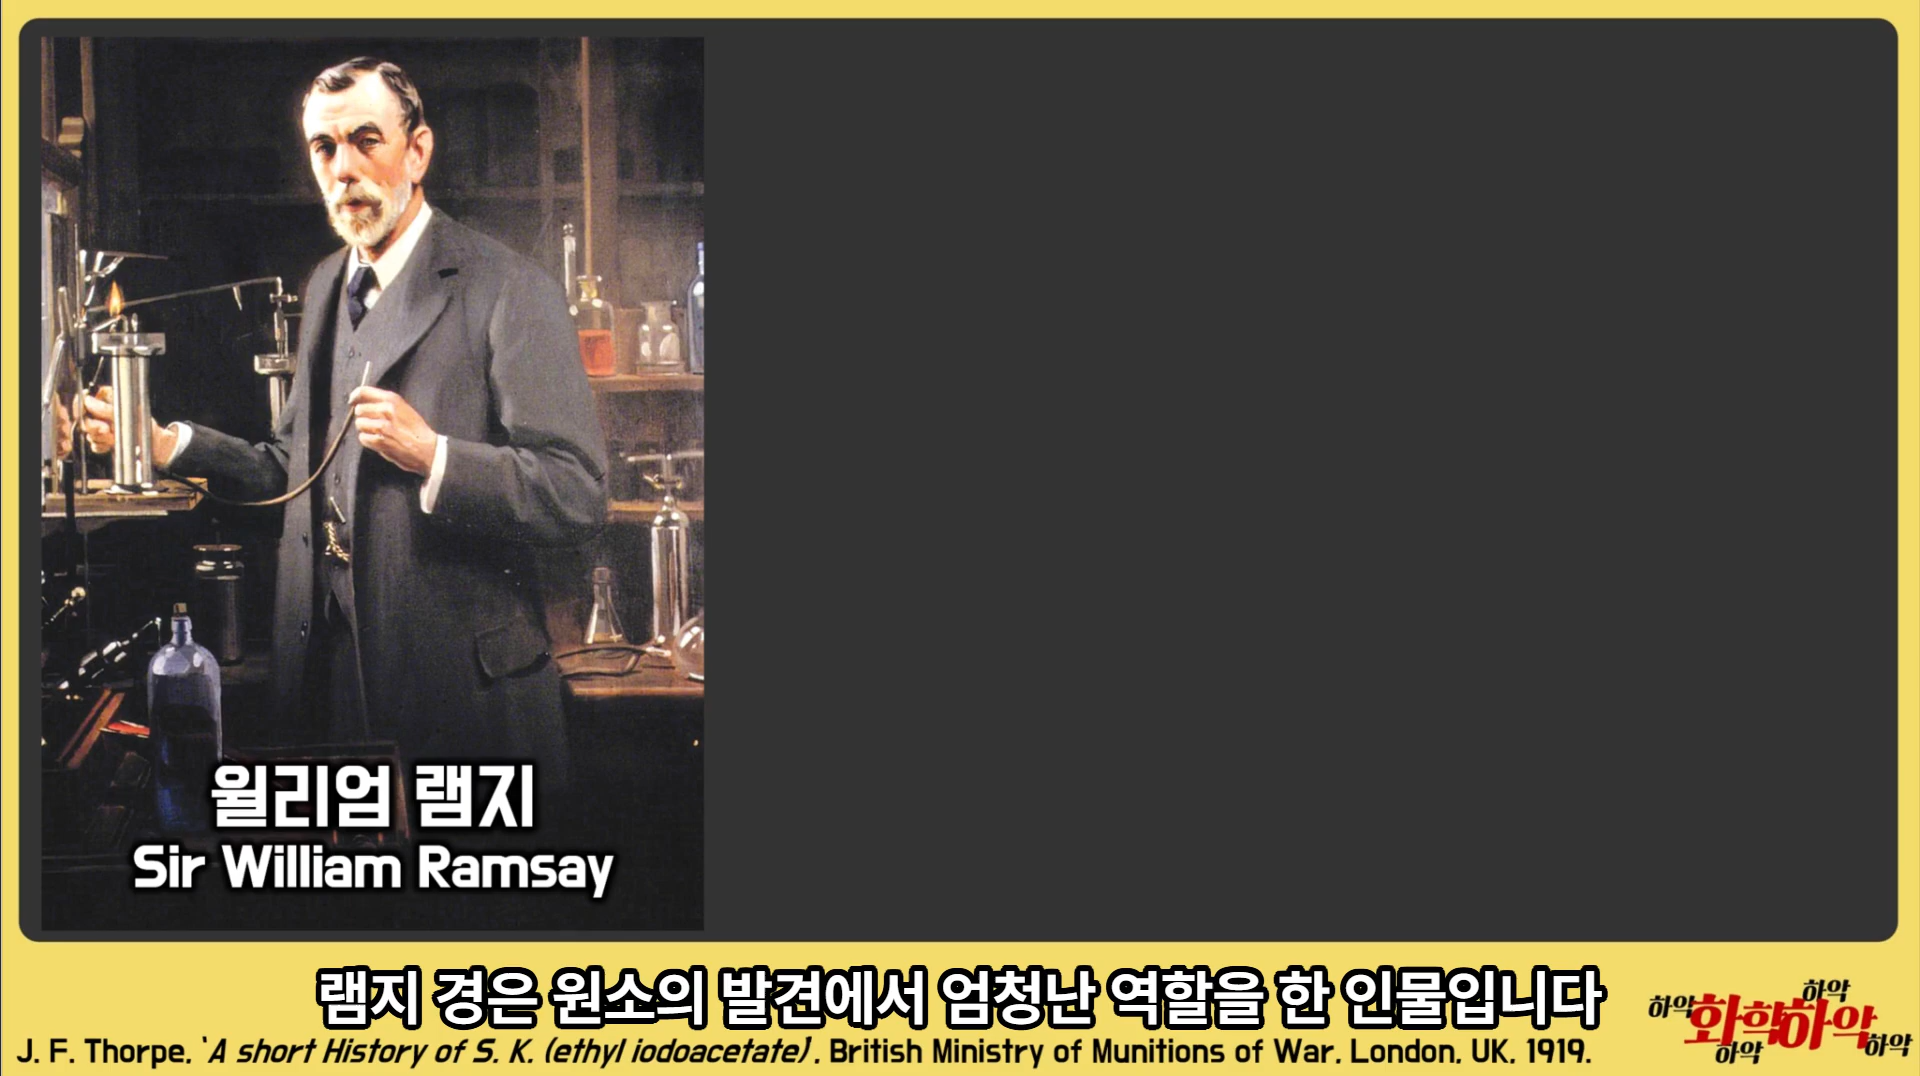 윌리엄 램지
Sir William Ramsay
램지 경은 원소의 발견에서 엄청난 역할을 한 인물입니다
J. F. Thorpe, 'A short History of S. K. (ethyl iodoacetate)', British Ministry of Munitions of War, London, UK, 1919.
하악
하악
화학하악
하악
하악